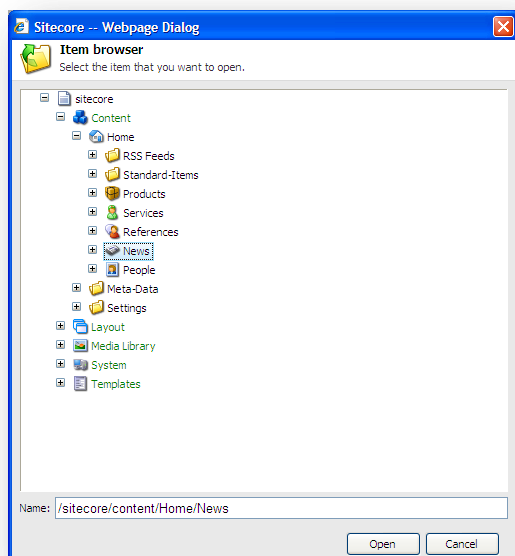 Sitecore -- Webpage Dialog
Item browser
Select the item that you want to open.
sitecore
Content
Home
RSS Feeds
Standard-Items
Products
Services
References
News
People
Meta-Data
Settings
Layout
Media Library
System
Templates
Name: /sitecore/content/Home/News
Open Cancel